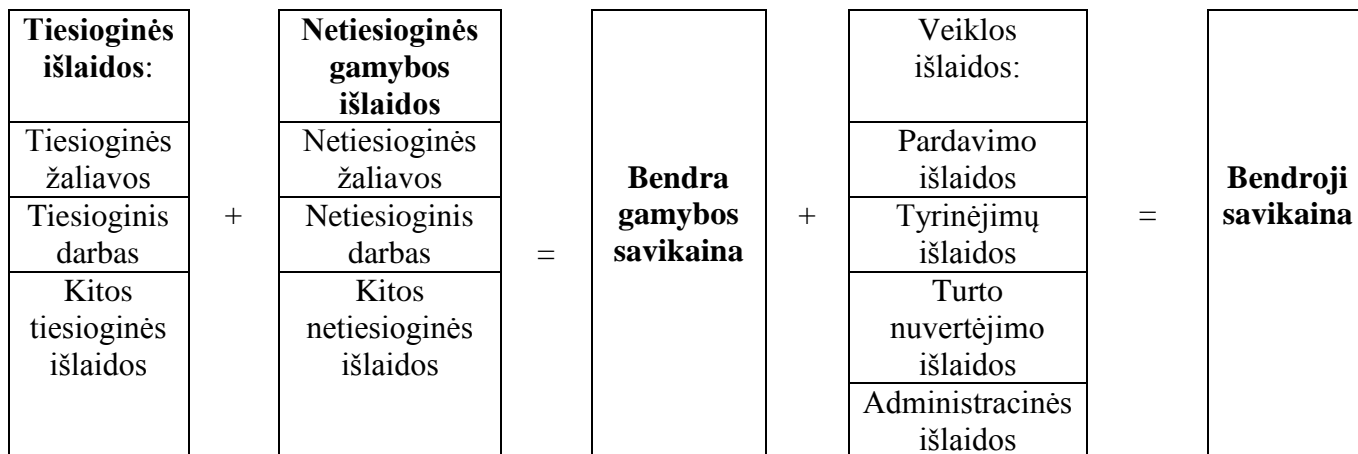 Tiesioginės
išlaidos:
Tiesioginės
žaliavos
Tiesioginis
darbas
Kitos
tiesioginės
išlaidos
+
Netiesioginės
gamybos
išlaidos
Netiesioginės
žaliavos
Netiesioginis
darbas
Kitos
netiesioginės
išlaidos
=
Bendra
gamybos
savikaina
+
Veiklos
išlaidos:
Pardavimo
išlaidos
Tyrinėjimų
išlaidos
Turto
nuvertėjimo
išlaidos
Administracinės
išlaidos
=
Bendroji
savikaina